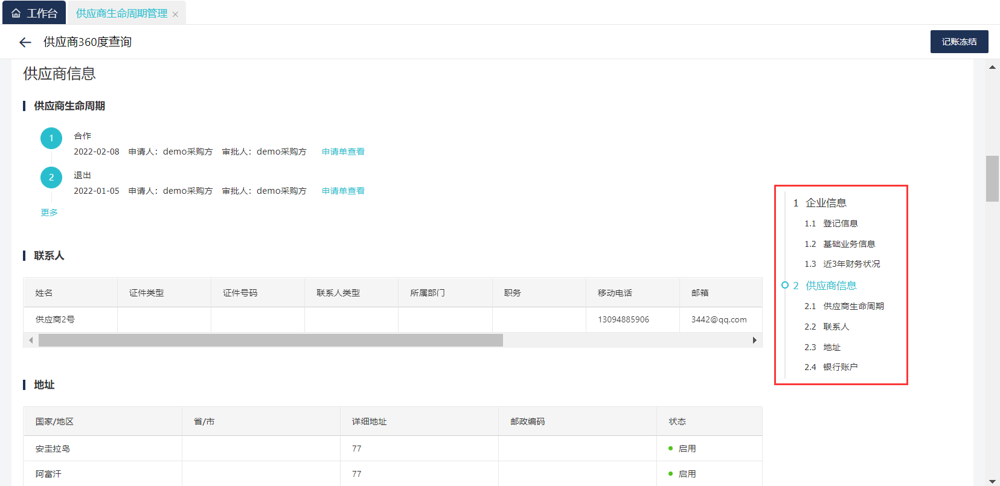 工作台 供应商生命周期管理
供应商360度查询 记账冻结
供应商信息
供应商生命周期
1 合作
2022-02-08 申请人：demo采购方 审批人：demo采购方 申请单查看
2 退出
2022-01-05 申请人：demo采购方 审批人：demo采购方 申请单查看
更多
联系人
姓名 证件类型 证件号码 联系人类型 所属部门 职务 移动电话 邮箱
供应商2号 13094885906 3442@qq.com
地址
国家/地区 省/市 详细地址 邮政编码 状态
安圭拉岛 77 启用
阿富汗 77 启用
1 企业信息
1.1 登记信息
1.2 基础业务信息
1.3 近3年财务状况
2 供应商信息
2.1 供应商生命周期
2.2 联系人
2.3 地址
2.4 银行账户